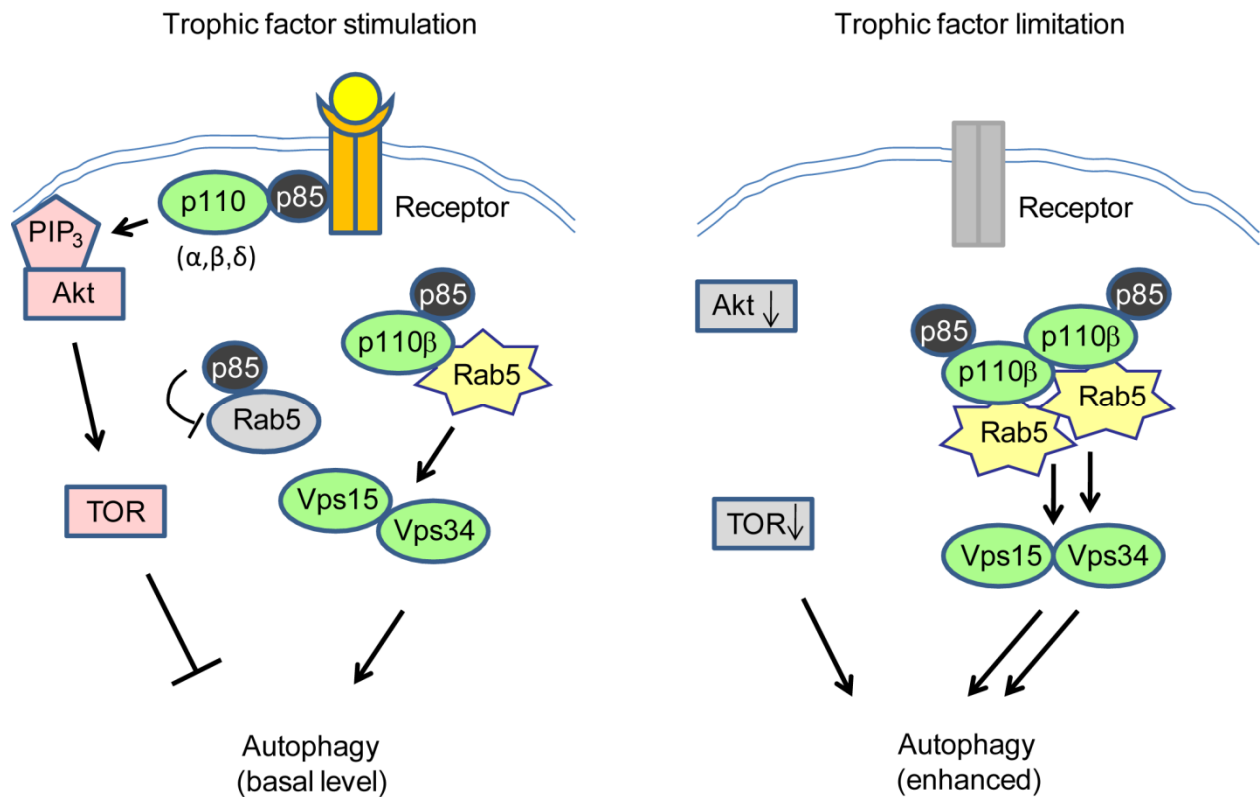 Trophic factor stimulation
p110
p85
Receptor
(α,β,δ)
PIP3
Akt
p85
p110β
Rab5
p85
Rab5
TOR
Vps15
Vps34
Autophagy
(basal level)
Trophic factor limitation
Receptor
Akt ↓
p85
p110β
p85
p110β
Rab5
Rab5
TOR↓
Vps15
Vps34
Autophagy
(enhanced)